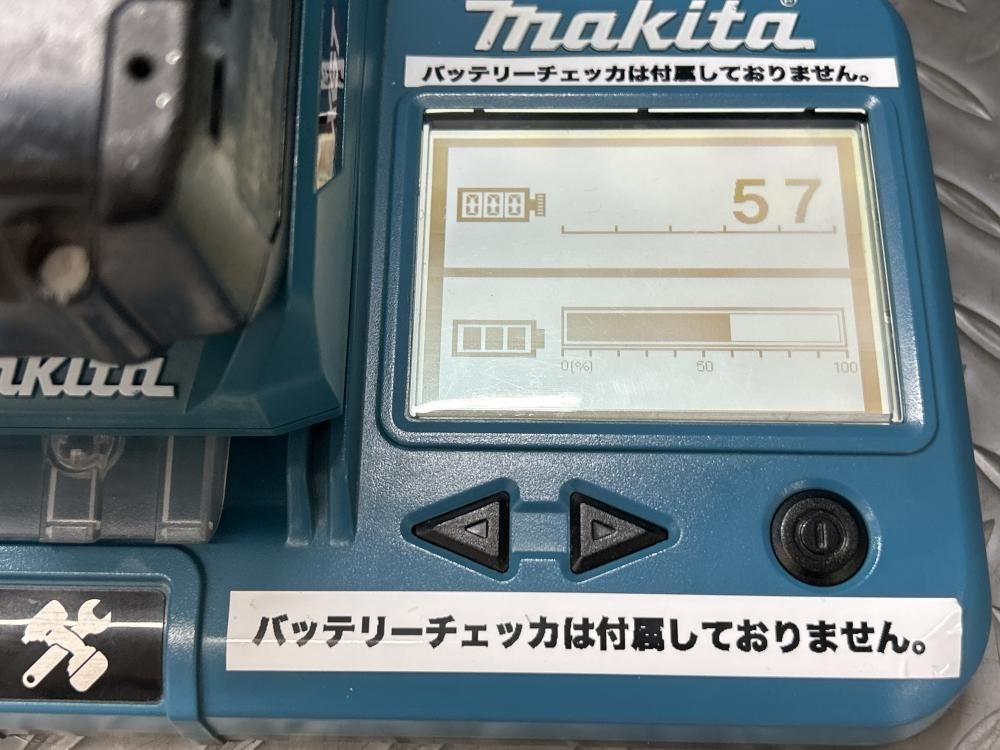 makita®
バッテリーチェッカは付属しておりません。
000
57
0(%) 50 100
makita
バッテリーチェッカは付属しておりません。